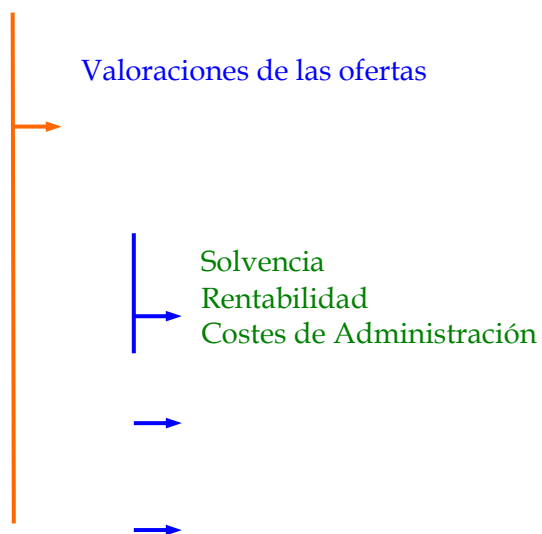 Valoraciones de las ofertas
Solvencia
Rentabilidad
Costes de Administración